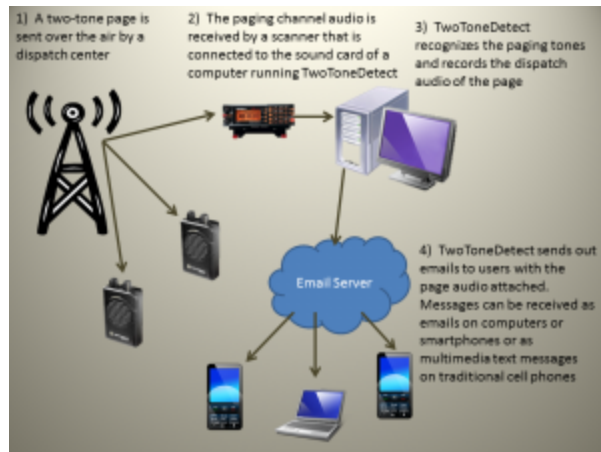 1) A two-tone page is
sent over the air by a
dispatch center
2) The paging channel audio is
received by a scanner that is
connected to the sound card of a
computer running TwoToneDetect
3) TwoToneDetect
recognizes the paging tones
and records the dispatch
audio of the page
Email Server
4) TwoToneDetect sends out
emails to users with the
page audio attached.
Messages can be received as
emails on computers or
smartphones or as
multimedia text messages
on traditional cell phones